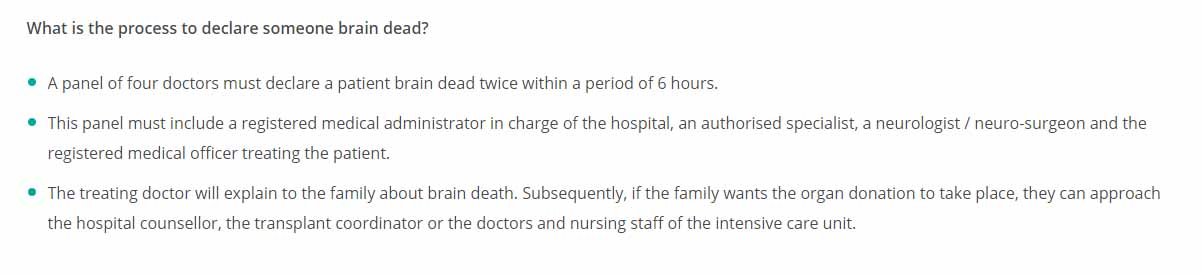 What is the process to declare someone brain dead?
A panel of four doctors must declare a patient brain dead twice within a period of 6 hours.
This panel must include a registered medical administrator in charge of the hospital, an authorised specialist, a neurologist / neuro-surgeon and the
registered medical officer treating the patient.
The treating doctor will explain to the family about brain death. Subsequently, if the family wants the organ donation to take place, they can approach
the hospital counsellor, the transplant coordinator or the doctors and nursing staff of the intensive care unit.